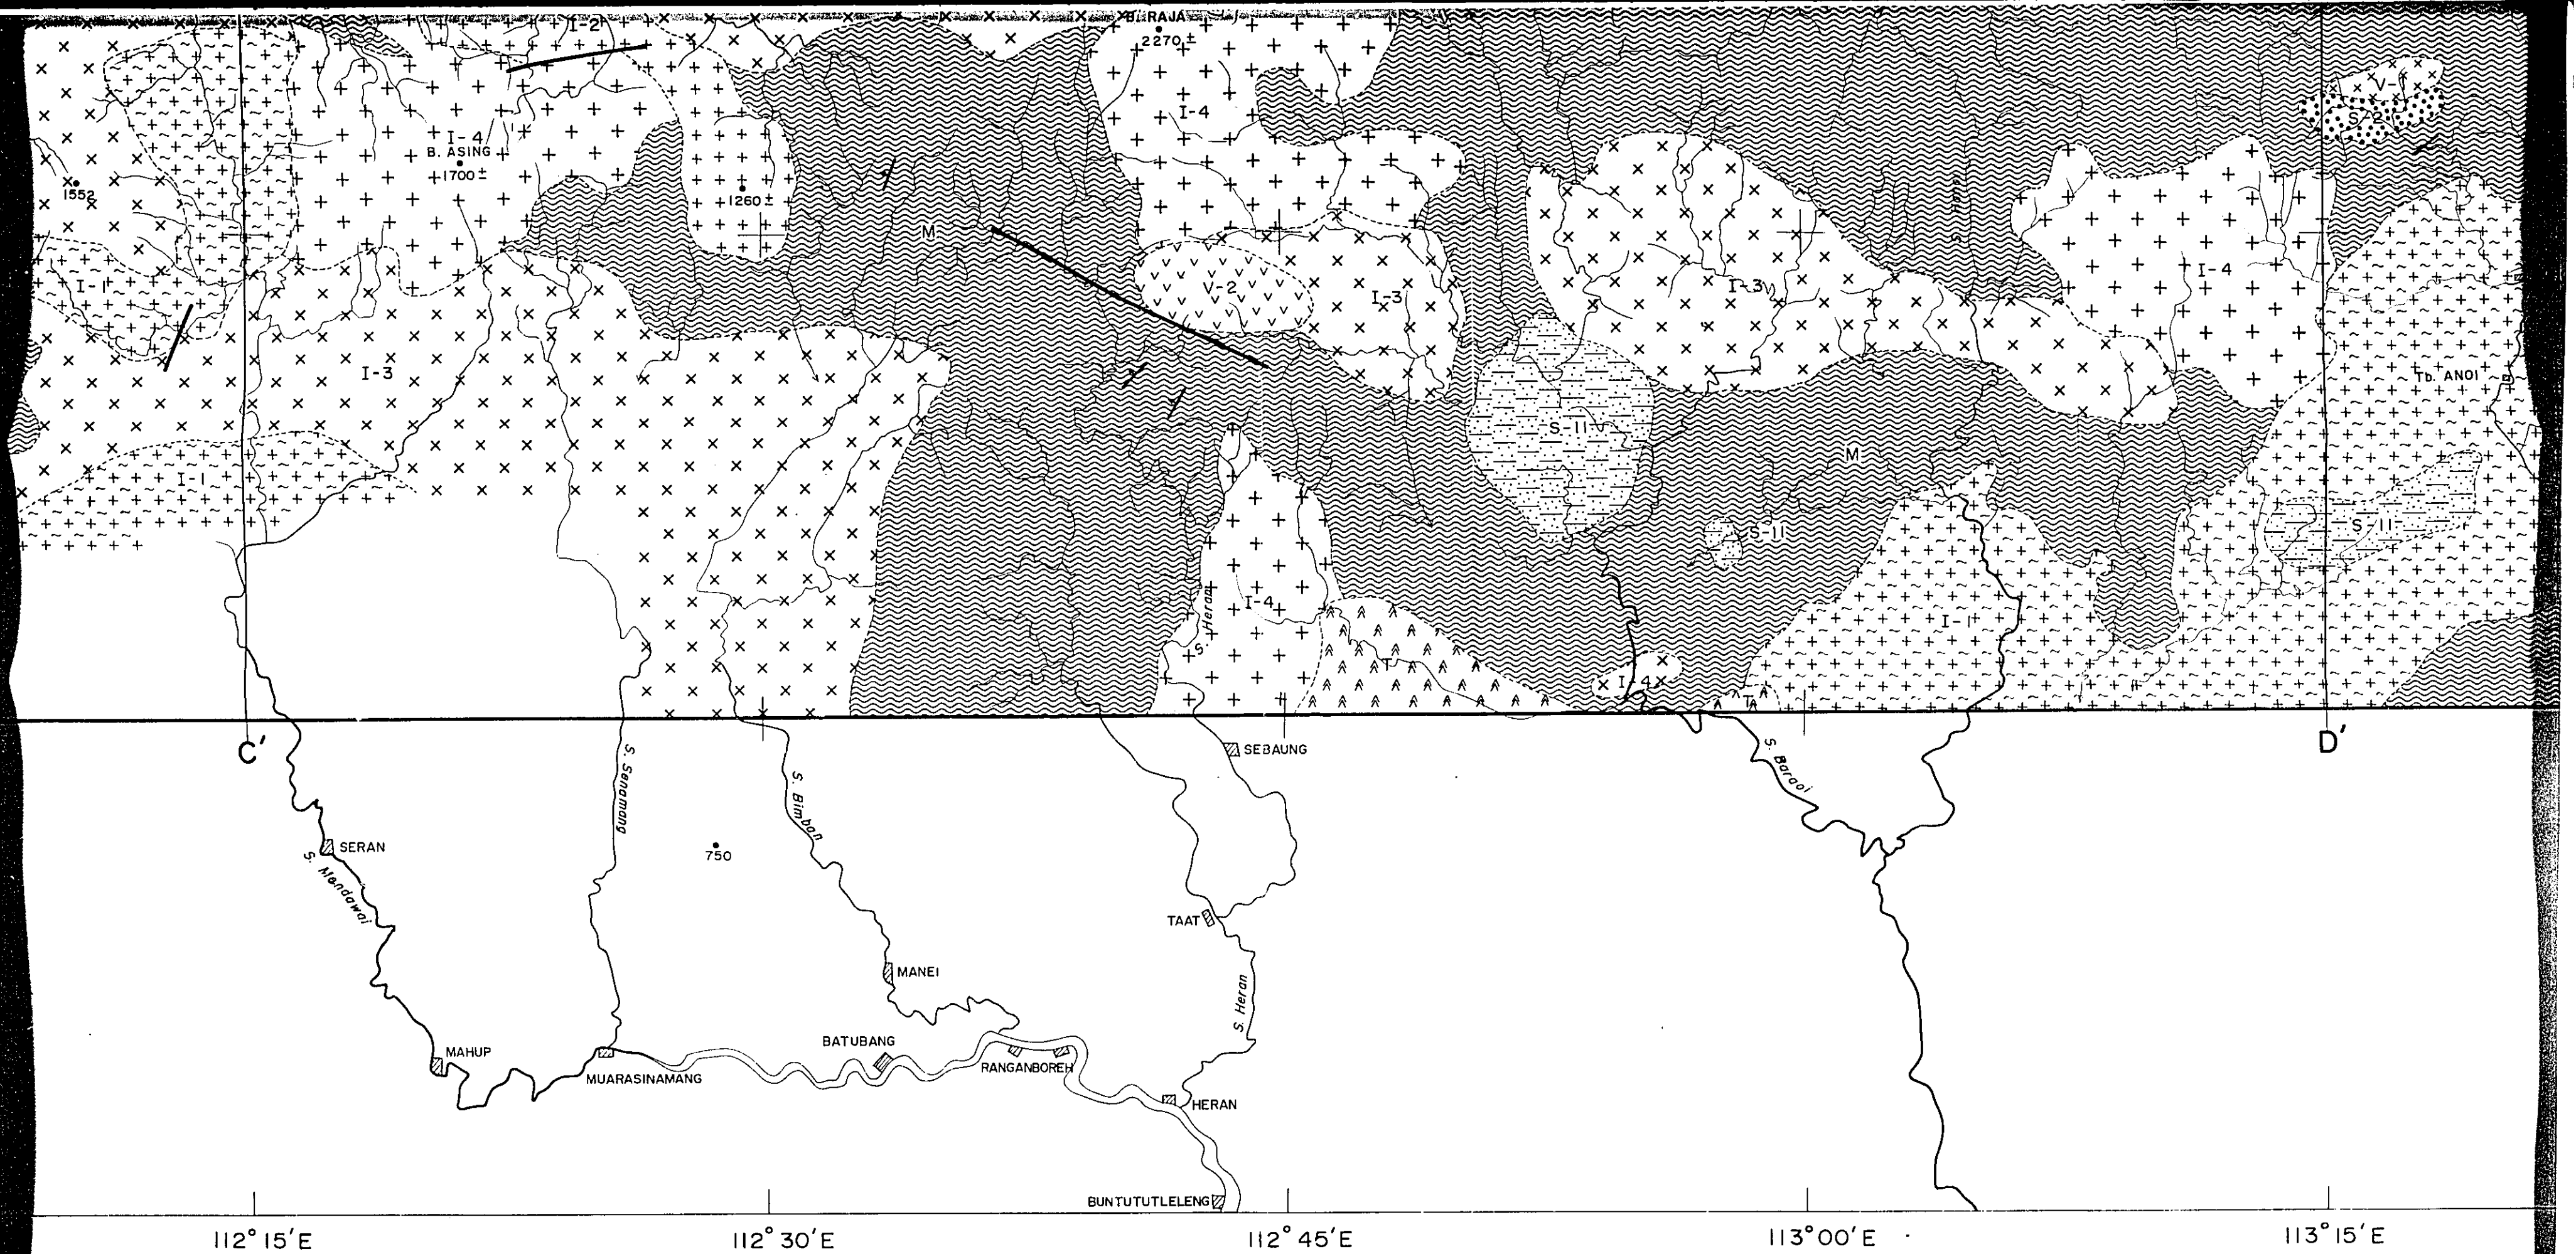 I-2
B. RAJA
2270 ±
V-1
S-2
I-4
I-4
B. ASING
1700 ±
1552
1260 ±
M
I-1
V-2
I-3
I-3
I-4
I-3
Tb. ANOI
S-11
M
I-1
S-11
S-11
S. Heran
I-4
I-1
T
I-4
T
C'
D'
SEBAUNG
S. Senamang
S. Bimban
S. Baraoi
SERAN
S. Mendawai
750
TAAT
MANEI
S. Heran
BATUBANG
MAHUP
RANGANBOREH
MUARASINAMANG
HERAN
BUNTUTUTLELENG
112° 15' E
112° 30' E
112° 45' E
113° 00' E
113° 15' E